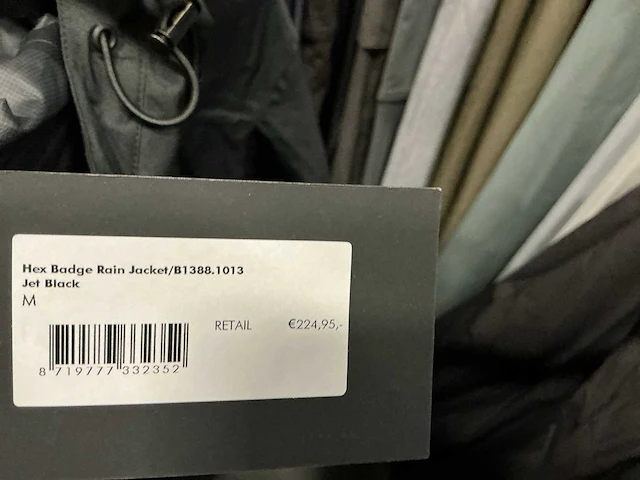 Hex Badge Rain Jacket/B1388.1013
Jet Black
M
RETAIL €224,95,-
8 719777 332352